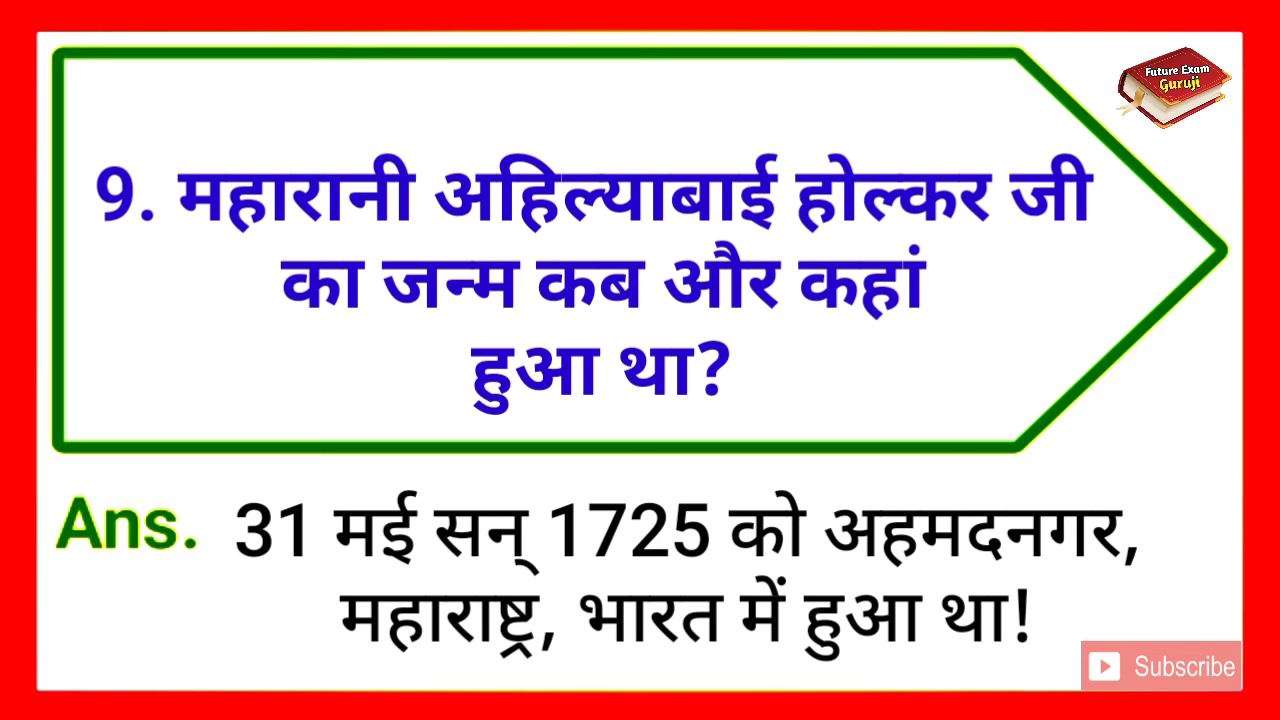 Future Exam
Guruji
9. महारानी अहिल्याबाई होल्कर जी
का जन्म कब और कहां
हुआ था?
Ans. 31 मई सन् 1725 को अहमदनगर,
महाराष्ट्र, भारत में हुआ था!
Subscribe